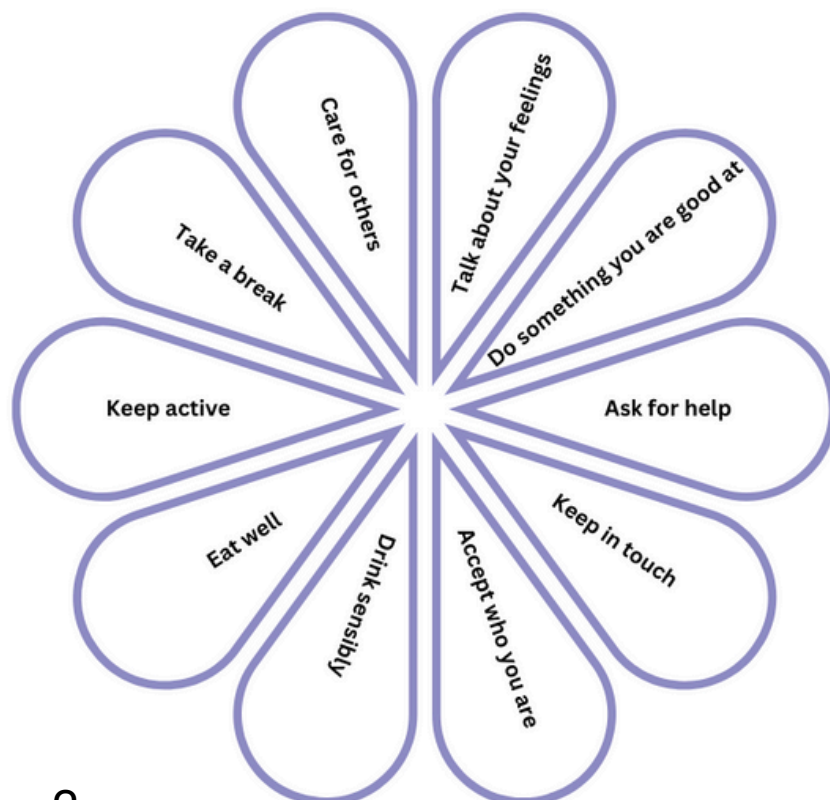 Talk about your feelings
Do something you are good at
Ask for help
Keep in touch
Accept who you are
Drink sensibly
Eat well
Keep active
Take a break
Care for others